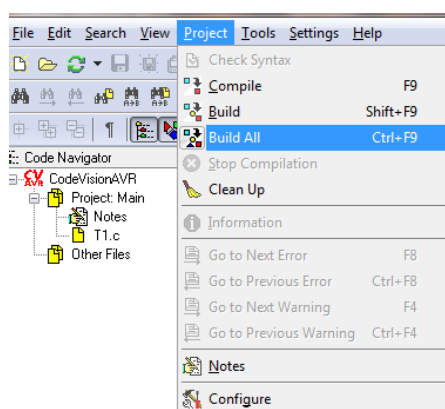 File Edit Search View Project Tools Settings Help
Check Syntax
Compile F9
Build Shift+F9
Build All Ctrl+F9
Stop Compilation
Clean Up
Information
Go to Next Error F8
Go to Previous Error Ctrl+F8
Go to Next Warning F4
Go to Previous Warning Ctrl+F4
Notes
Configure
Code Navigator
CodeVisionAVR
Project: Main
Notes
T1.c
Other Files